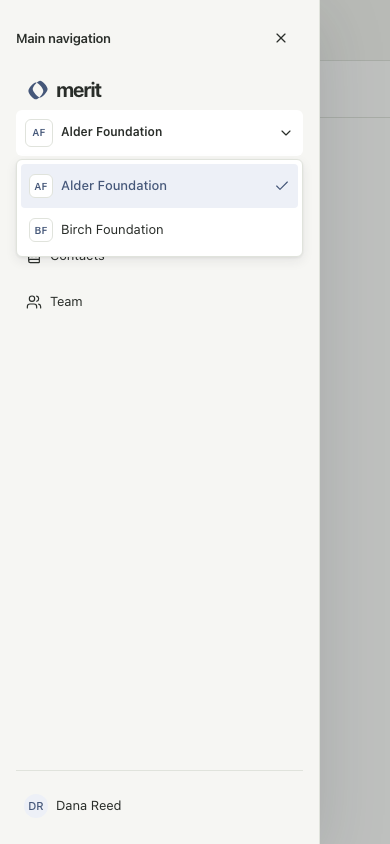 Main navigation
merit
AF Alder Foundation
AF Alder Foundation
BF Birch Foundation
Contacts
Team
DR Dana Reed